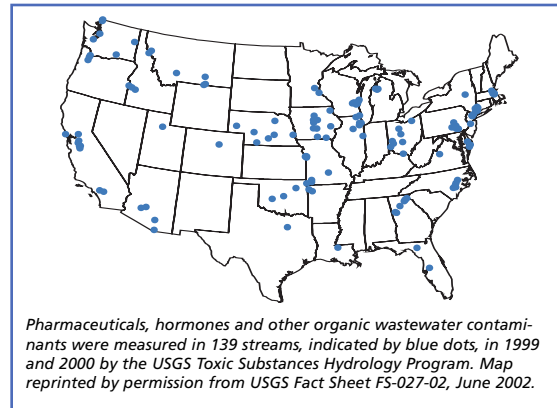 Pharmaceuticals, hormones and other organic wastewater contami-
nants were measured in 139 streams, indicated by blue dots, in 1999
and 2000 by the USGS Toxic Substances Hydrology Program. Map
reprinted by permission from USGS Fact Sheet FS-027-02, June 2002.